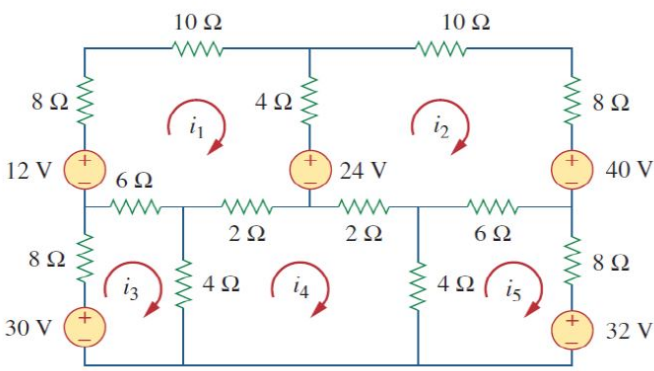 10 Ω 10 Ω
8 Ω 4 Ω 8 Ω
i1 i2
12 V + − 6 Ω + − 24 V + − 40 V
2 Ω 2 Ω 6 Ω
8 Ω i3 4 Ω i4 4 Ω i5 8 Ω
30 V + − + − 32 V